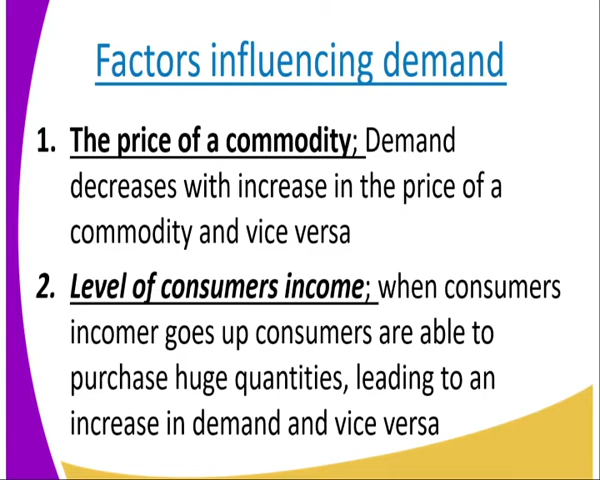 Factors influencing demand
1. The price of a commodity; Demand
decreases with increase in the price of a
commodity and vice versa
2. Level of consumers income; when consumers
incomer goes up consumers are able to
purchase huge quantities, leading to an
increase in demand and vice versa